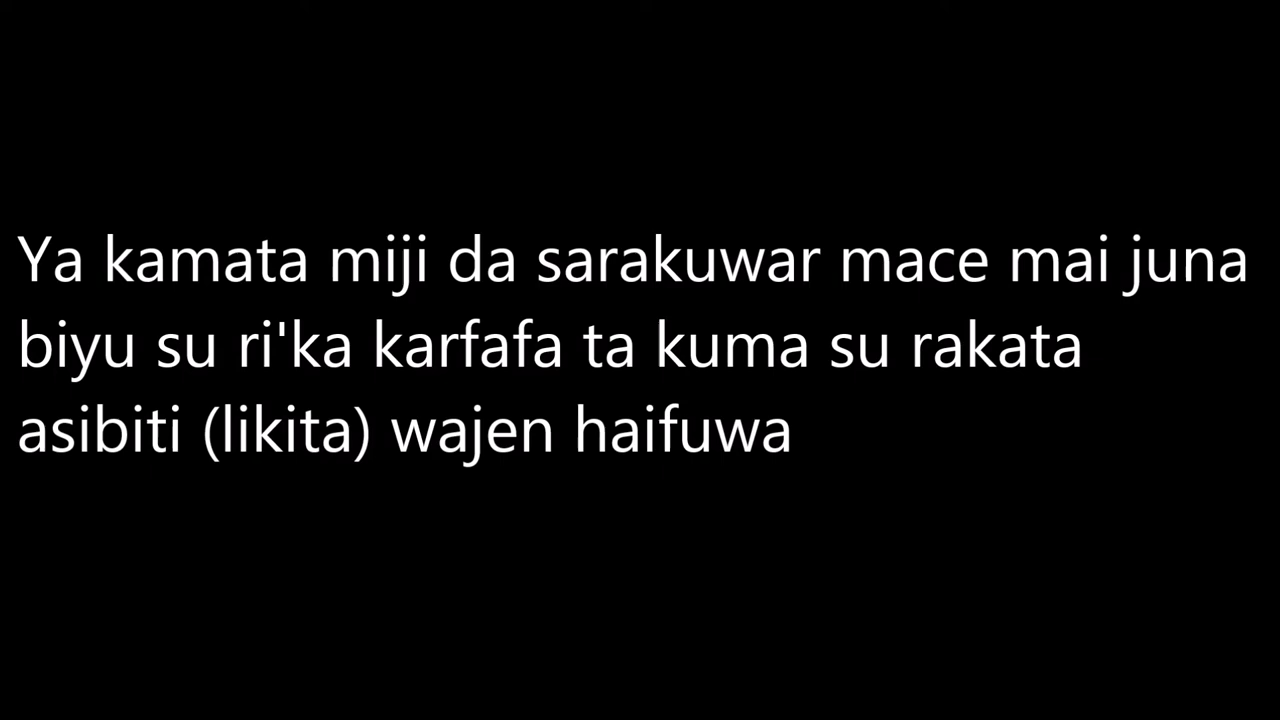 Ya kamata miji da sarakuwar mace mai juna
biyu su ri'ka karfafa ta kuma su rakata
asibiti (likita) wajen haifuwa